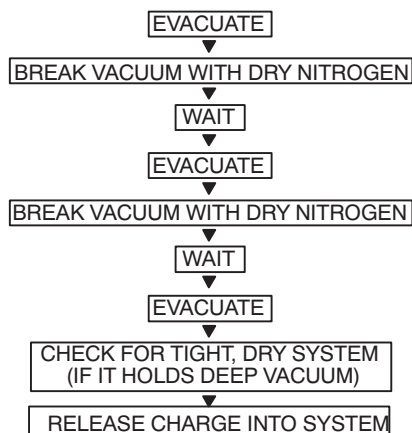 EVACUATE
BREAK VACUUM WITH DRY NITROGEN
WAIT
EVACUATE
BREAK VACUUM WITH DRY NITROGEN
WAIT
EVACUATE
CHECK FOR TIGHT, DRY SYSTEM
(IF IT HOLDS DEEP VACUUM)
RELEASE CHARGE INTO SYSTEM